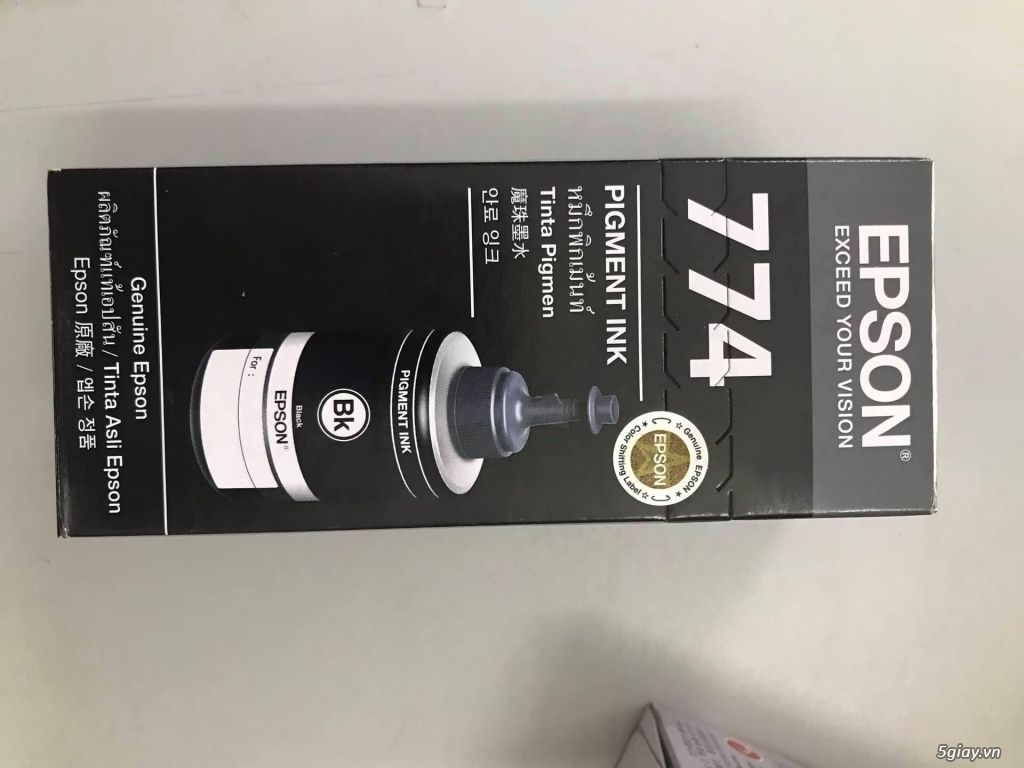 EPSON®
EXCEED YOUR VISION
774
PIGMENT INK
หมึกพิกเม้นท์
Tinta Pigmen
魔珠墨水
안료 잉크
☆ Genuine EPSON ★
EPSON
★ Color Shifting Label ☆
PIGMENT INK
Bk
Black
EPSON®
For :
Genuine Epson
ผลิตภัณฑ์แท้เอปสัน / Tinta Asli Epson
Epson 原廠 / 엡손 정품
5giay.vn